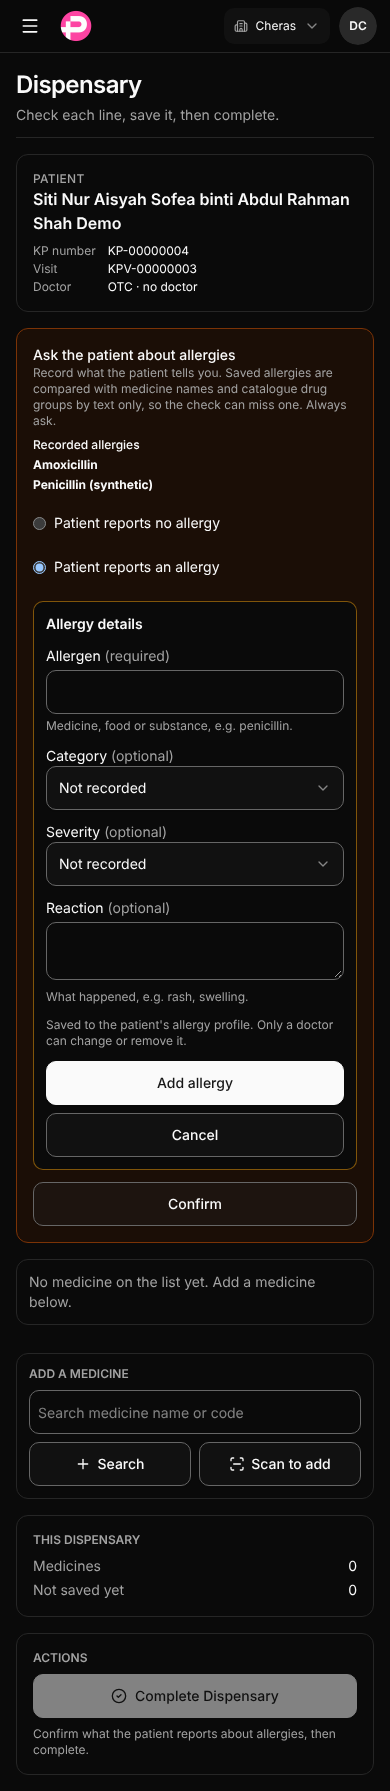 Cheras
DC
Dispensary
Check each line, save it, then complete.
PATIENT
Siti Nur Aisyah Sofea binti Abdul Rahman
Shah Demo
KP number KP-00000004
Visit KPV-00000003
Doctor OTC · no doctor
Ask the patient about allergies
Record what the patient tells you. Saved allergies are
compared with medicine names and catalogue drug
groups by text only, so the check can miss one. Always
ask.
Recorded allergies
Amoxicillin
Penicillin (synthetic)
Patient reports no allergy
Patient reports an allergy
Allergy details
Allergen (required)
Medicine, food or substance, e.g. penicillin.
Category (optional)
Not recorded
Severity (optional)
Not recorded
Reaction (optional)
What happened, e.g. rash, swelling.
Saved to the patient's allergy profile. Only a doctor
can change or remove it.
Add allergy
Cancel
Confirm
No medicine on the list yet. Add a medicine
below.
ADD A MEDICINE
Search medicine name or code
Search
Scan to add
THIS DISPENSARY
Medicines 0
Not saved yet 0
ACTIONS
Complete Dispensary
Confirm what the patient reports about allergies, then
complete.